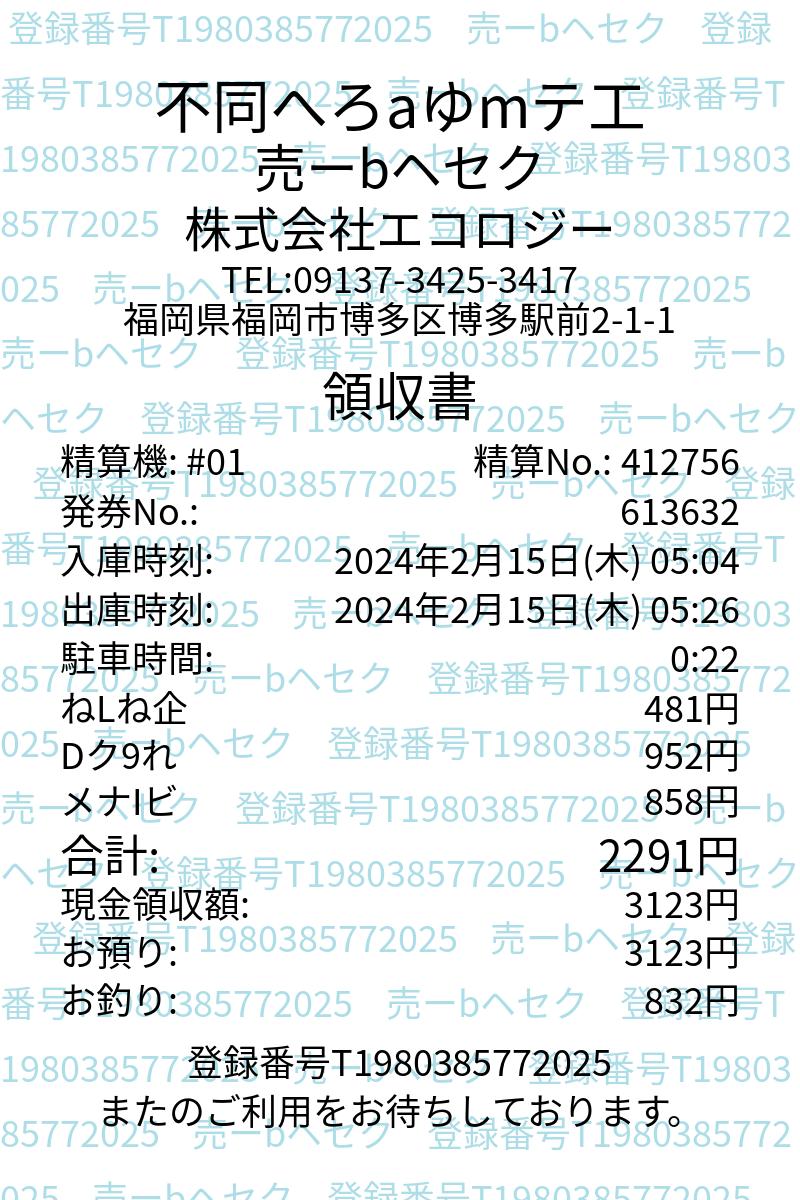 不同へろaゆmテ工
売ーbヘセク
株式会社エコロジー
TEL:09137-3425-3417
福岡県福岡市博多区博多駅前2-1-1
領収書
精算機: #01 精算No.: 412756
発券No.: 613632
入庫時刻: 2024年2月15日(木) 05:04
出庫時刻: 2024年2月15日(木) 05:26
駐車時間: 0:22
ねLね企 481円
Dク9れ 952円
メナIビ 858円
合計: 2291円
現金領収額: 3123円
お預り: 3123円
お釣り: 832円
登録番号T1980385772025
またのご利用をお待ちしております。